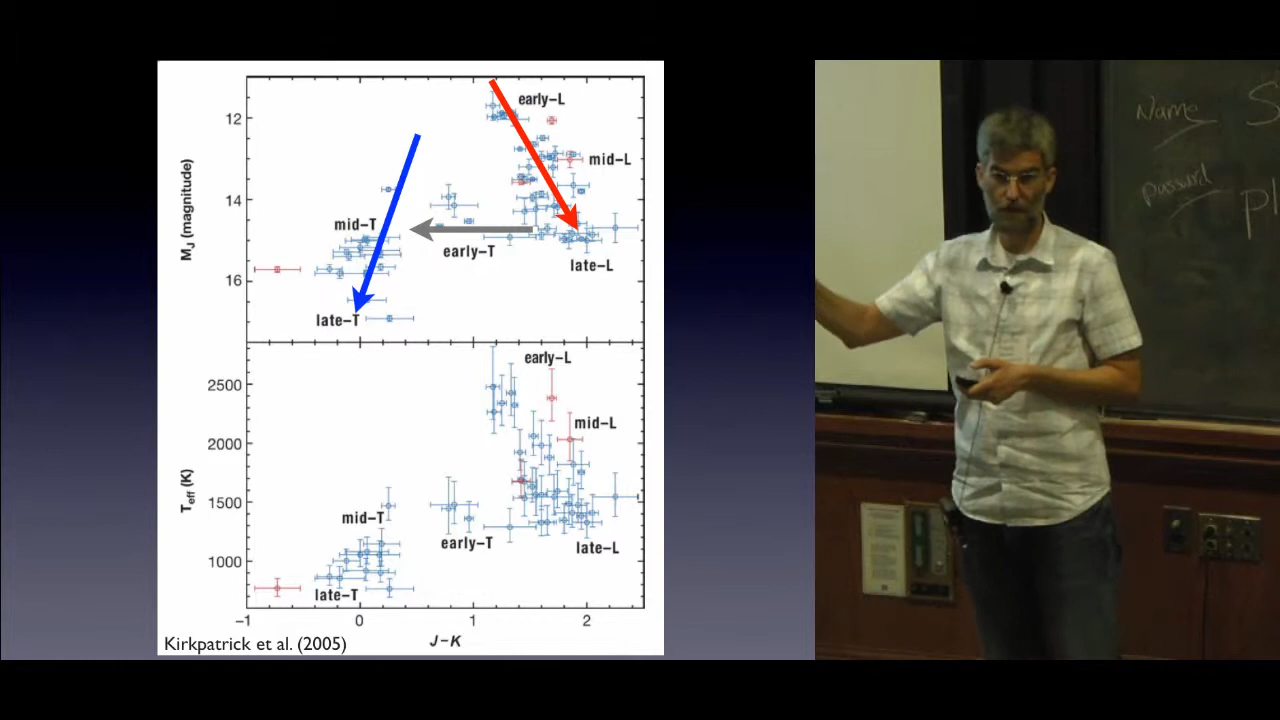 12
14
16
M_J (magnitude)
early–L
mid–L
mid–T
early–T
late–L
late–T
2500
2000
1500
1000
T_eff (K)
early–L
mid–L
mid–T
early–T
late–L
late–T
−1
0
1
2
J−K
Kirkpatrick et al. (2005)
Name
S
password
p